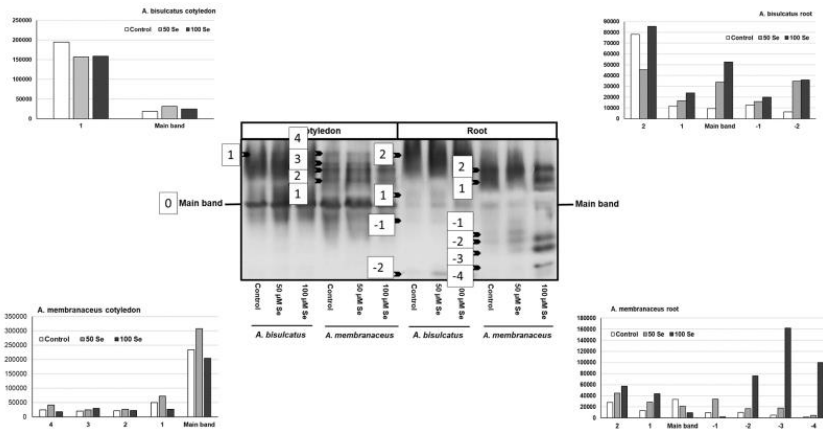 A. bisulcatus cotyledon
Control 50 Se 100 Se
250000
200000
150000
100000
50000
0
1 Main band
A. bisulcatus root
Control 50 Se 100 Se
90000
80000
70000
60000
50000
40000
30000
20000
10000
0
2 1 Main band -1 -2
otyledon Root
4
1
2
3
2
2
1
1
1
0 Main band
Main band
-1
-1
-2
-3
-2
-4
Control
50 µM Se
100 µM Se
Control
50 µM Se
100 µM Se
Control
50 µM Se
00 µM Se
Control
50 µM Se
100 µM Se
A. bisulcatus A. membranaceus A. bisulcatus A. membranaceus
A. membranaceus cotyledon
Control 50 Se 100 Se
350000
300000
250000
200000
150000
100000
50000
0
4 3 2 1 Main band
A. membranaceus root
Control 50 Se 100 Se
180000
160000
140000
120000
100000
80000
60000
40000
20000
0
2 1 Main band -1 -2 -3 -4